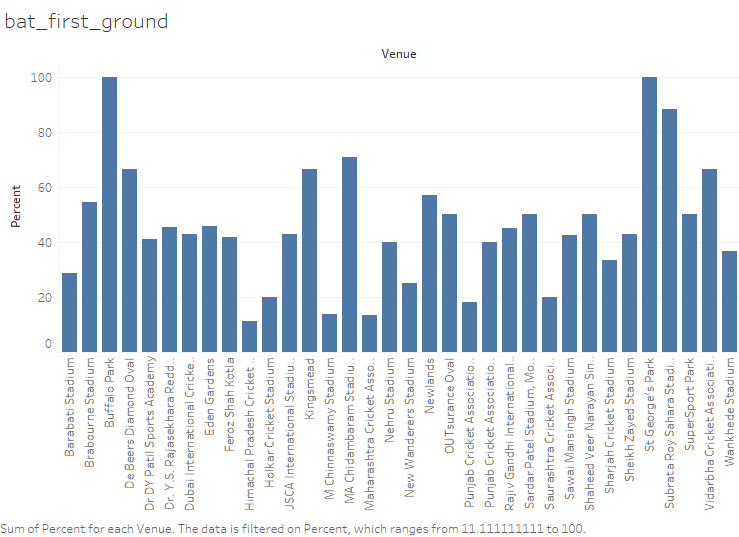 bat_first_ground
Venue
100
80
60
40
20
0
Percent
Barabati Stadium
Brabourne Stadium
Buffalo Park
De Beers Diamond Oval
Dr DY Patil Sports Academy
Dr. Y.S. Rajasekhara Redd..
Dubai International Cricke..
Eden Gardens
Feroz Shah Kotla
Himachal Pradesh Cricket ..
Holkar Cricket Stadium
JSCA International Stadiu..
Kingsmead
M Chinnaswamy Stadium
MA Chidambaram Stadiu..
Maharashtra Cricket Asso..
Nehru Stadium
New Wanderers Stadium
Newlands
OUTsurance Oval
Punjab Cricket Associatio..
Punjab Cricket Associatio..
Rajiv Gandhi International..
Sardar Patel Stadium, Mo..
Saurashtra Cricket Associ..
Sawai Mansingh Stadium
Shaheed Veer Narayan Sin..
Sharjah Cricket Stadium
Sheikh Zayed Stadium
St George's Park
Subrata Roy Sahara Stadi..
SuperSport Park
Vidarbha Cricket Associati..
Wankhede Stadium
Sum of Percent for each Venue. The data is filtered on Percent, which ranges from 11.111111111 to 100.